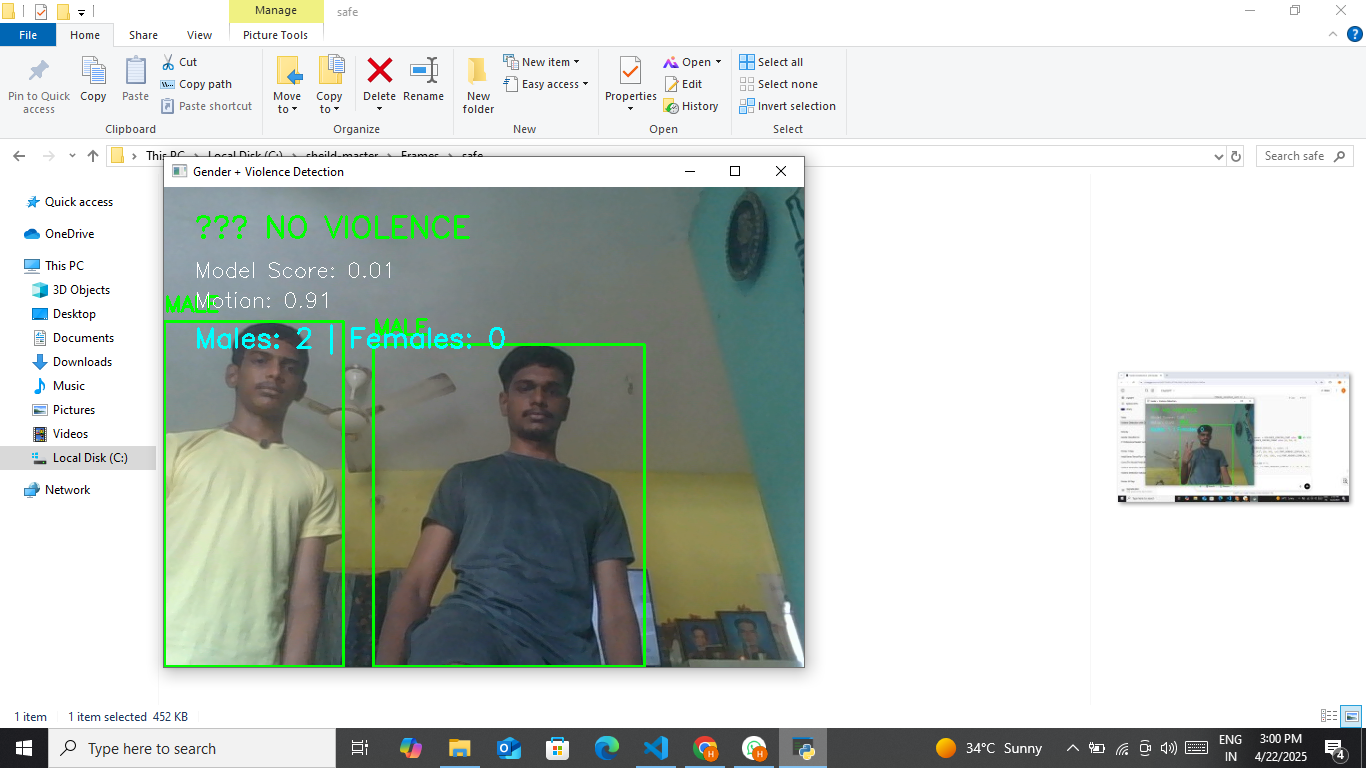 Manage
safe
File
Home
Share
View
Picture Tools
Pin to Quick access
Copy
Paste
Cut
Copy path
Paste shortcut
Move to
Copy to
Delete
Rename
New folder
New item
Easy access
Properties
Open
Edit
History
Select all
Select none
Invert selection
Clipboard
Organize
New
Open
Select
This PC
Local Disk (C:)
sheild-master
Frames
safe
Search safe
Gender + Violence Detection
??? NO VIOLENCE
Model Score: 0.01
Motion: 0.91
MALE
MALE
Males: 2 | Females: 0
Quick access
OneDrive
This PC
3D Objects
Desktop
Documents
Downloads
Music
Pictures
Videos
Local Disk (C:)
Network
1 item
1 item selected 452 KB
Type here to search
H
H
34°C Sunny
ENG
IN
3:00 PM
4/22/2025
4